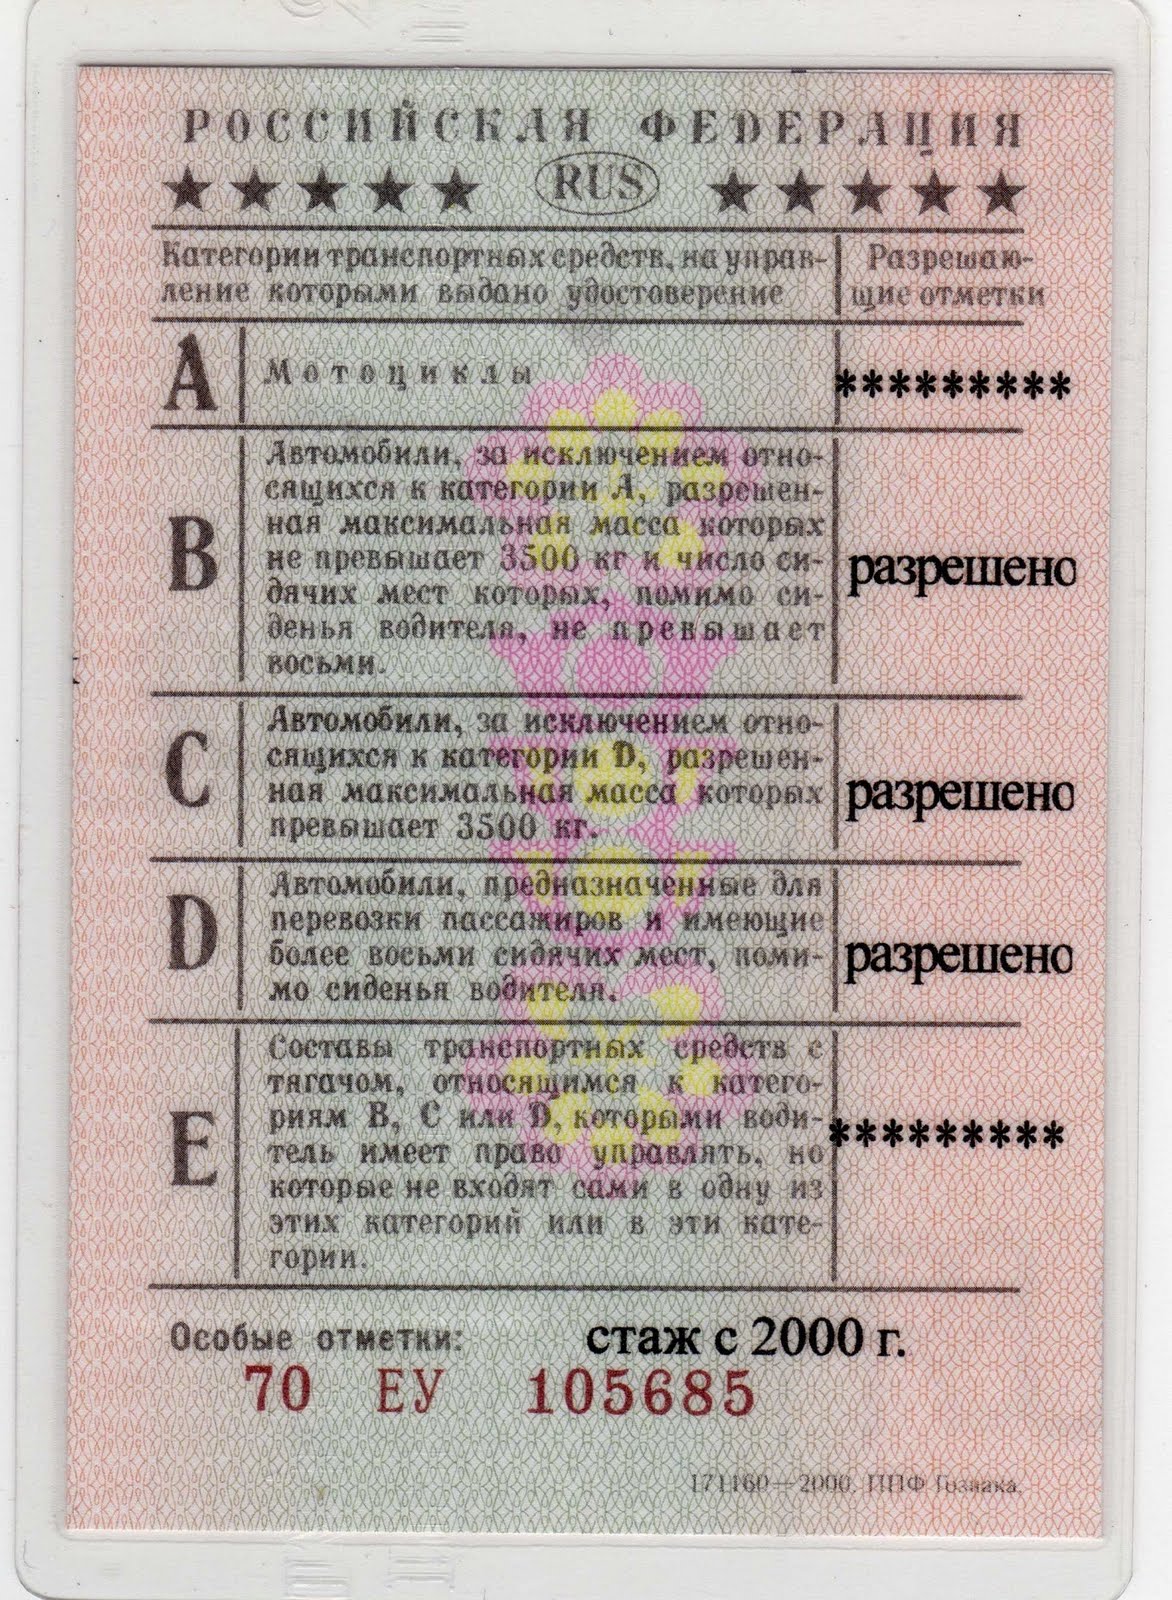 РОССИЙСКАЯ ФЕДЕРАЦИЯ
★★★★★ RUS ★★★★★
Категории транспортных средств, на управ- Разрешаю-
ление которыми выдано удостоверение щие отметки
A Мотоциклы *********
Автомобили, за исключением отно-
сящихся к категории А, разрешен-
ная максимальная масса которых
не превышает 3500 кг и число си-
B дячих мест которых, помимо си- разрешено
денья водителя, не превышает
восьми.
Автомобили, за исключением отно-
сящихся к категории D, разрешен-
C ная максимальная масса которых разрешено
превышает 3500 кг.
Автомобили, предназначенные для
перевозки пассажиров и имеющие
D более восьми сидячих мест, поми- разрешено
мо сиденья водителя.
Составы транспортных средств с
тягачом, относящимся к катего-
риям B, C или D, которыми води-
E тель имеет право управлять, но *********
которые не входят сами в одну из
этих категорий или в эти кате-
гории.
Особые отметки: стаж с 2000 г.
70 ЕУ 105685
171160—2000. ППФ Гознака.